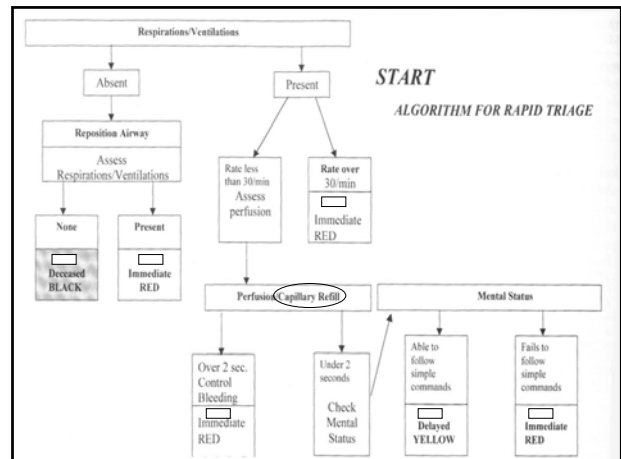 Respirations/Ventilations
START
ALGORITHM FOR RAPID TRIAGE
Absent
Present
Reposition Airway
Assess
Respirations/Ventilations
None
Deceased
BLACK
Present
Immediate
RED
Rate less
than 30/min
Assess
perfusion
Rate over
30/min
Immediate
RED
Perfusion/Capillary Refill
Mental Status
Over 2 sec.
Control
Bleeding
Immediate
RED
Under 2
seconds
Check
Mental
Status
Able to
follow
simple
commands
Delayed
YELLOW
Fails to
follow
simple
commands
Immediate
RED